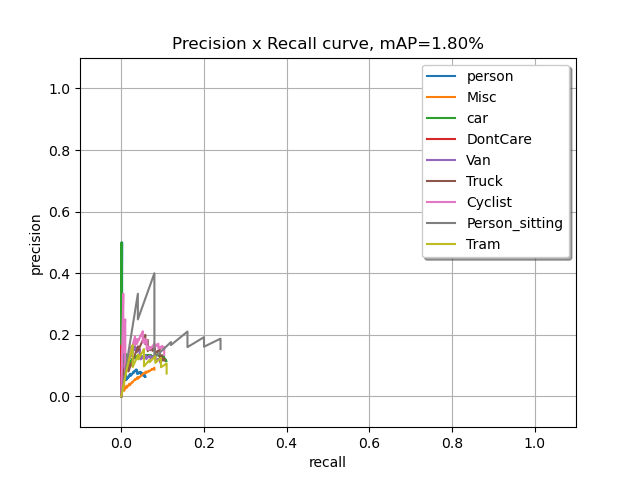 Precision x Recall curve, mAP=1.80%
1.0
0.8
0.6
0.4
0.2
0.0
precision
person
Misc
car
DontCare
Van
Truck
Cyclist
Person_sitting
Tram
0.0 0.2 0.4 0.6 0.8 1.0
recall